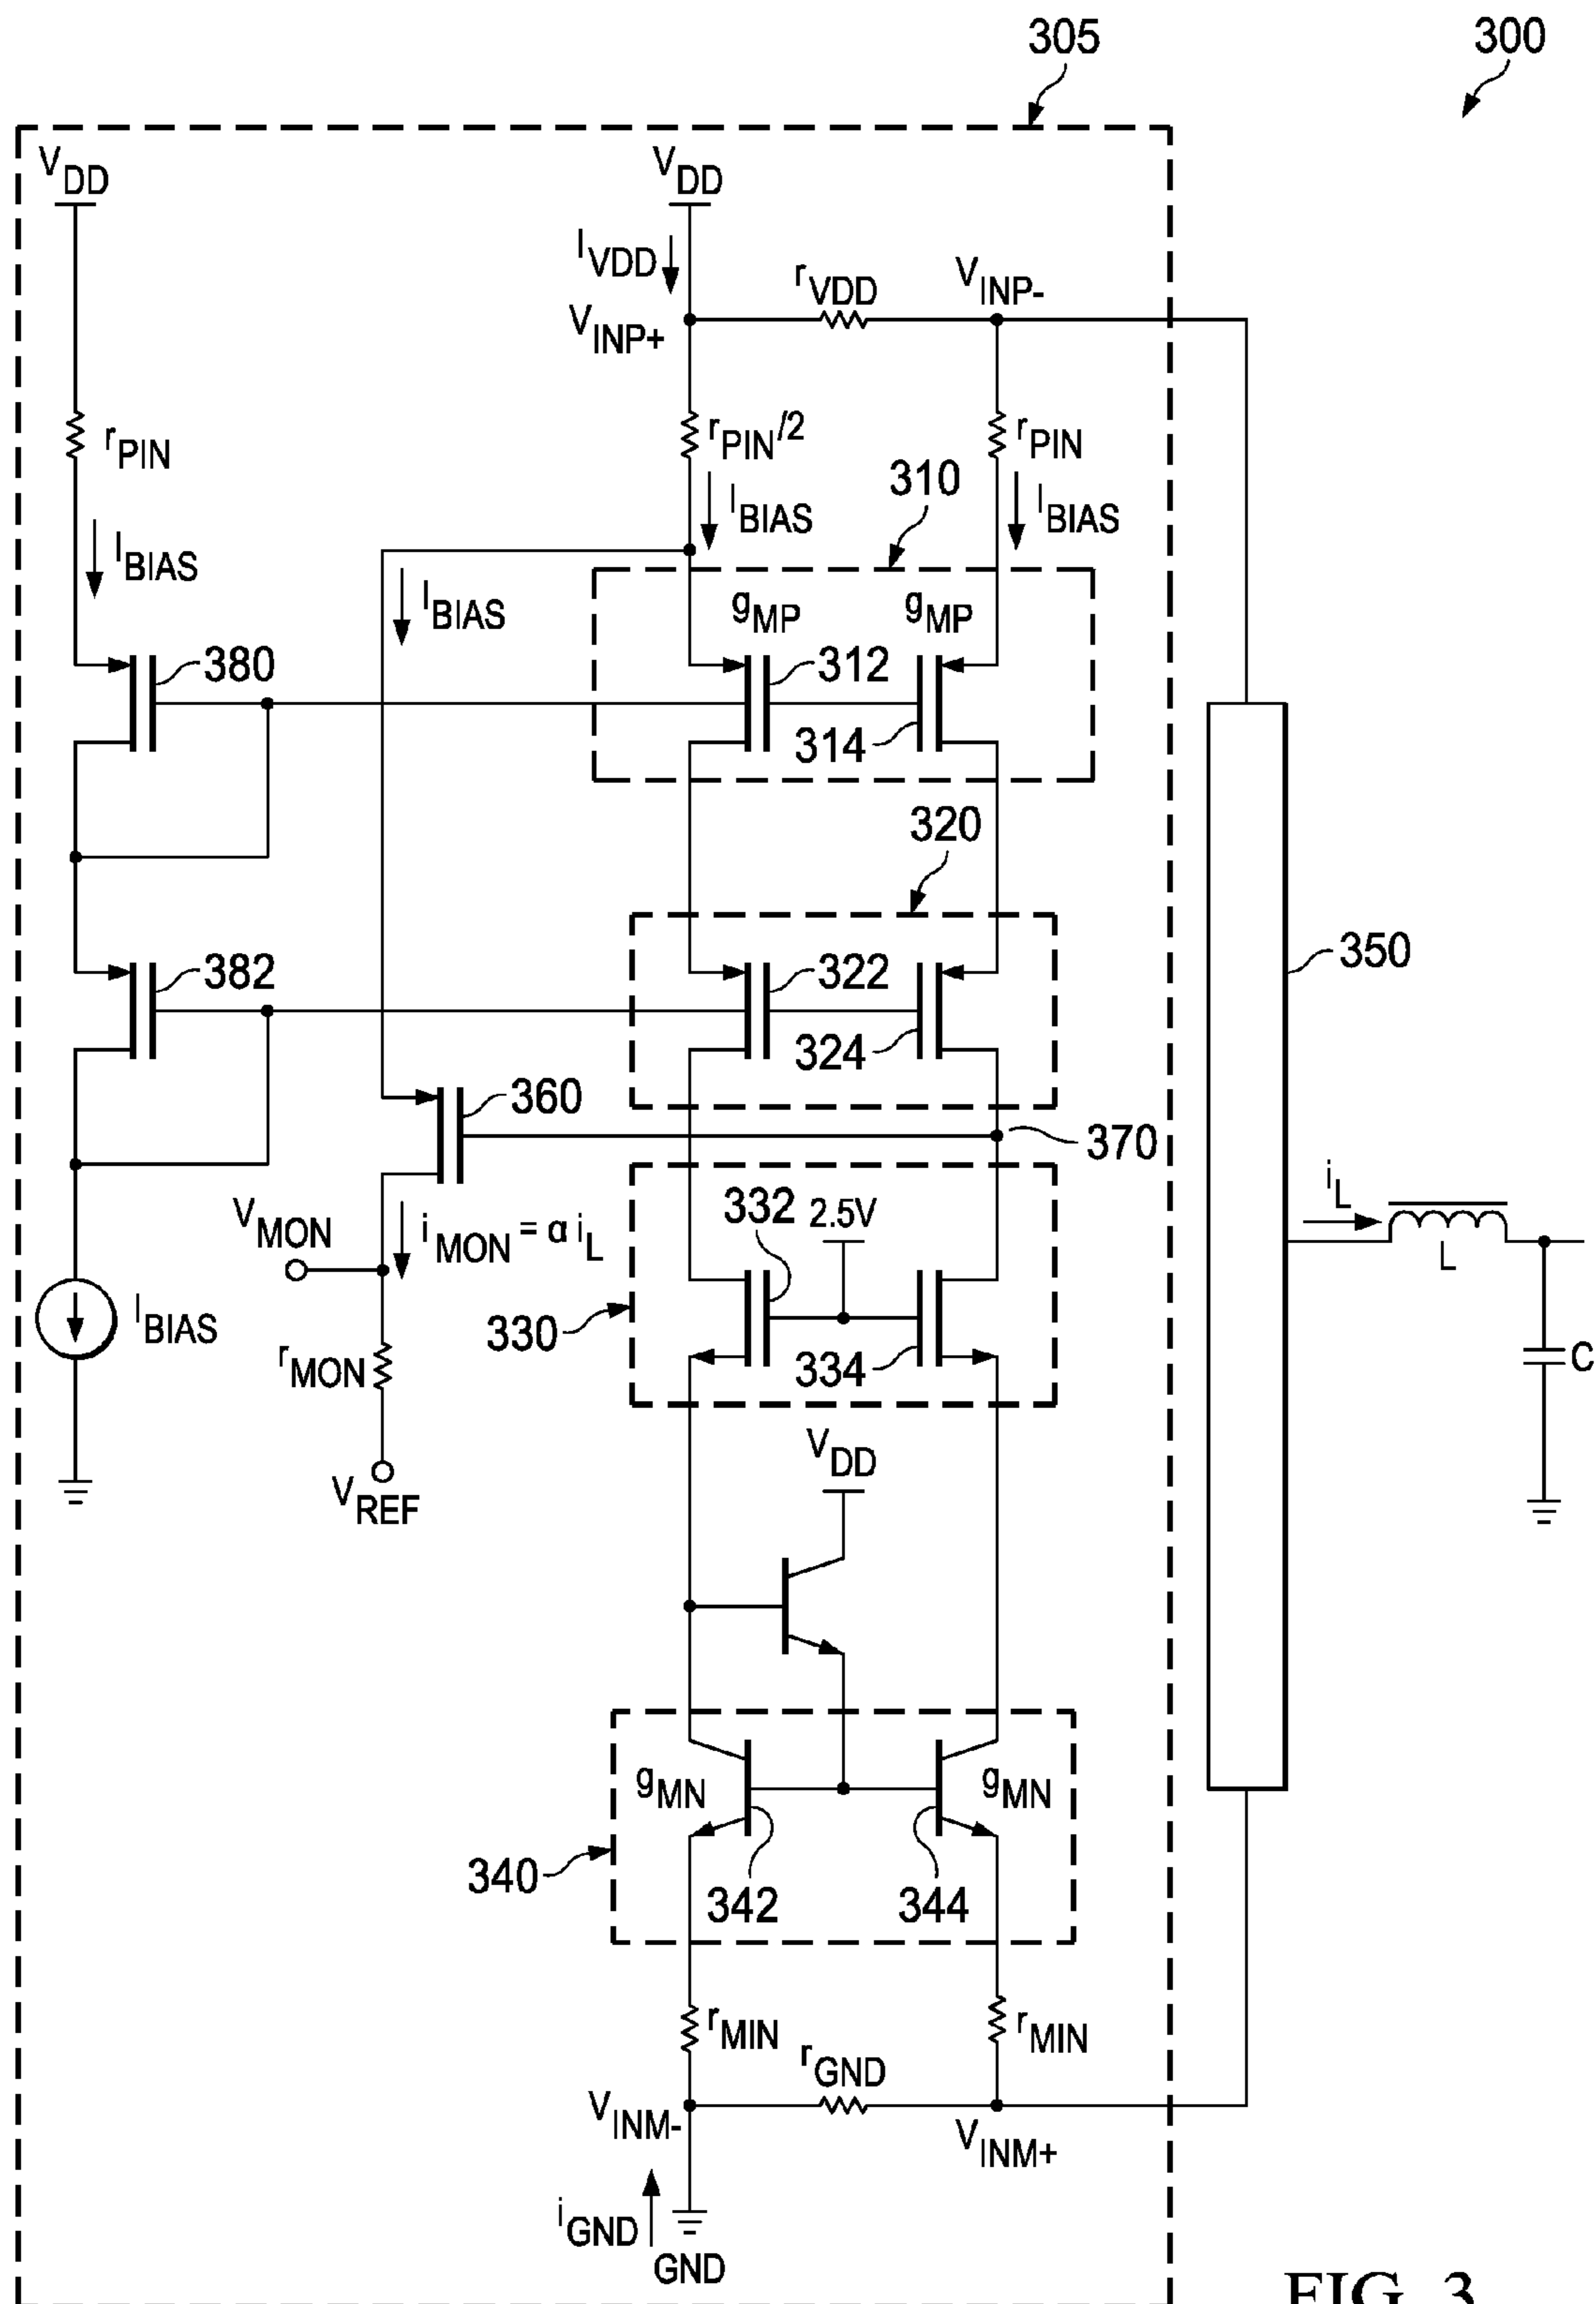 305
300
VDD
VDD
IVDD
rVDD
VINP-
VINP+
rPIN
rPIN/2
rPIN
310
IBIAS
IBIAS
IBIAS
IBIAS
gMP
gMP
380
312
314
320
382
322
324
350
360
370
332
2.5V
VMON
iMON = α iL
iL
L
330
334
IBIAS
rMON
C
VREF
VDD
gMN
gMN
340
342
344
rMIN
rMIN
rGND
VINM-
VINM+
iGND
GND
FIG. 3